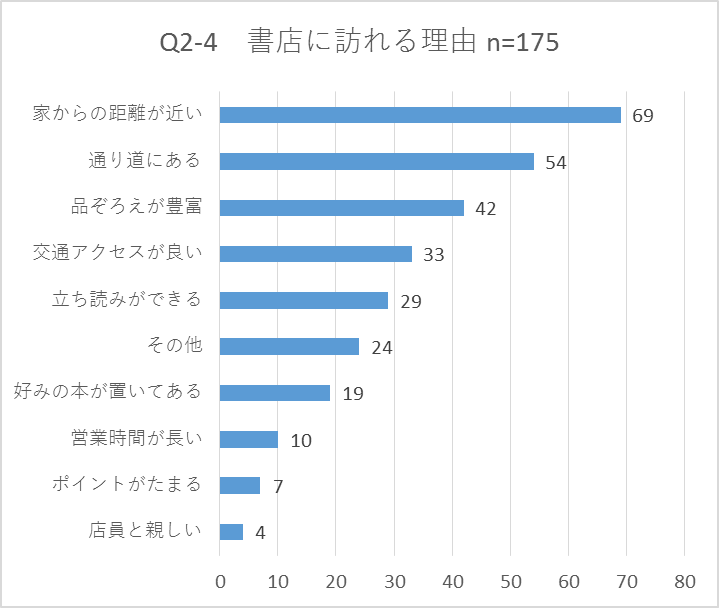 Q2-4　書店に訪れる理由 n=175
家からの距離が近い 69
通り道にある 54
品ぞろえが豊富 42
交通アクセスが良い 33
立ち読みができる 29
その他 24
好みの本が置いてある 19
営業時間が長い 10
ポイントがたまる 7
店員と親しい 4
0 10 20 30 40 50 60 70 80